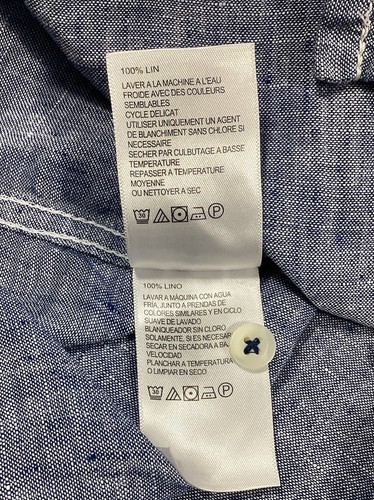 100% LIN
LAVER A LA MACHINE A L'EAU
FROIDE AVEC DES COULEURS
SEMBLABLES
CYCLE DELICAT
UTILISER UNIQUEMENT UN AGENT
DE BLANCHIMENT SANS CHLORE SI
NECESSAIRE
SECHER PAR CULBUTAGE A BASSE
TEMPERATURE
REPASSER A TEMPERATURE
MOYENNE
OU NETTOYER A SEC
30
P
100% LINO
LAVAR A MÁQUINA CON AGUA
FRIA, JUNTO A PRENDAS DE
COLORES SIMILARES Y EN CICLO
SUAVE DE LAVADO
BLANQUEADOR SIN CLORO
SOLAMENTE, SI ES NECESAR
SECAR EN SECADORA A BA
VELOCIDAD
PLANCHAR A TEMPERATURA
O LIMPIAR EN SECO
30
P